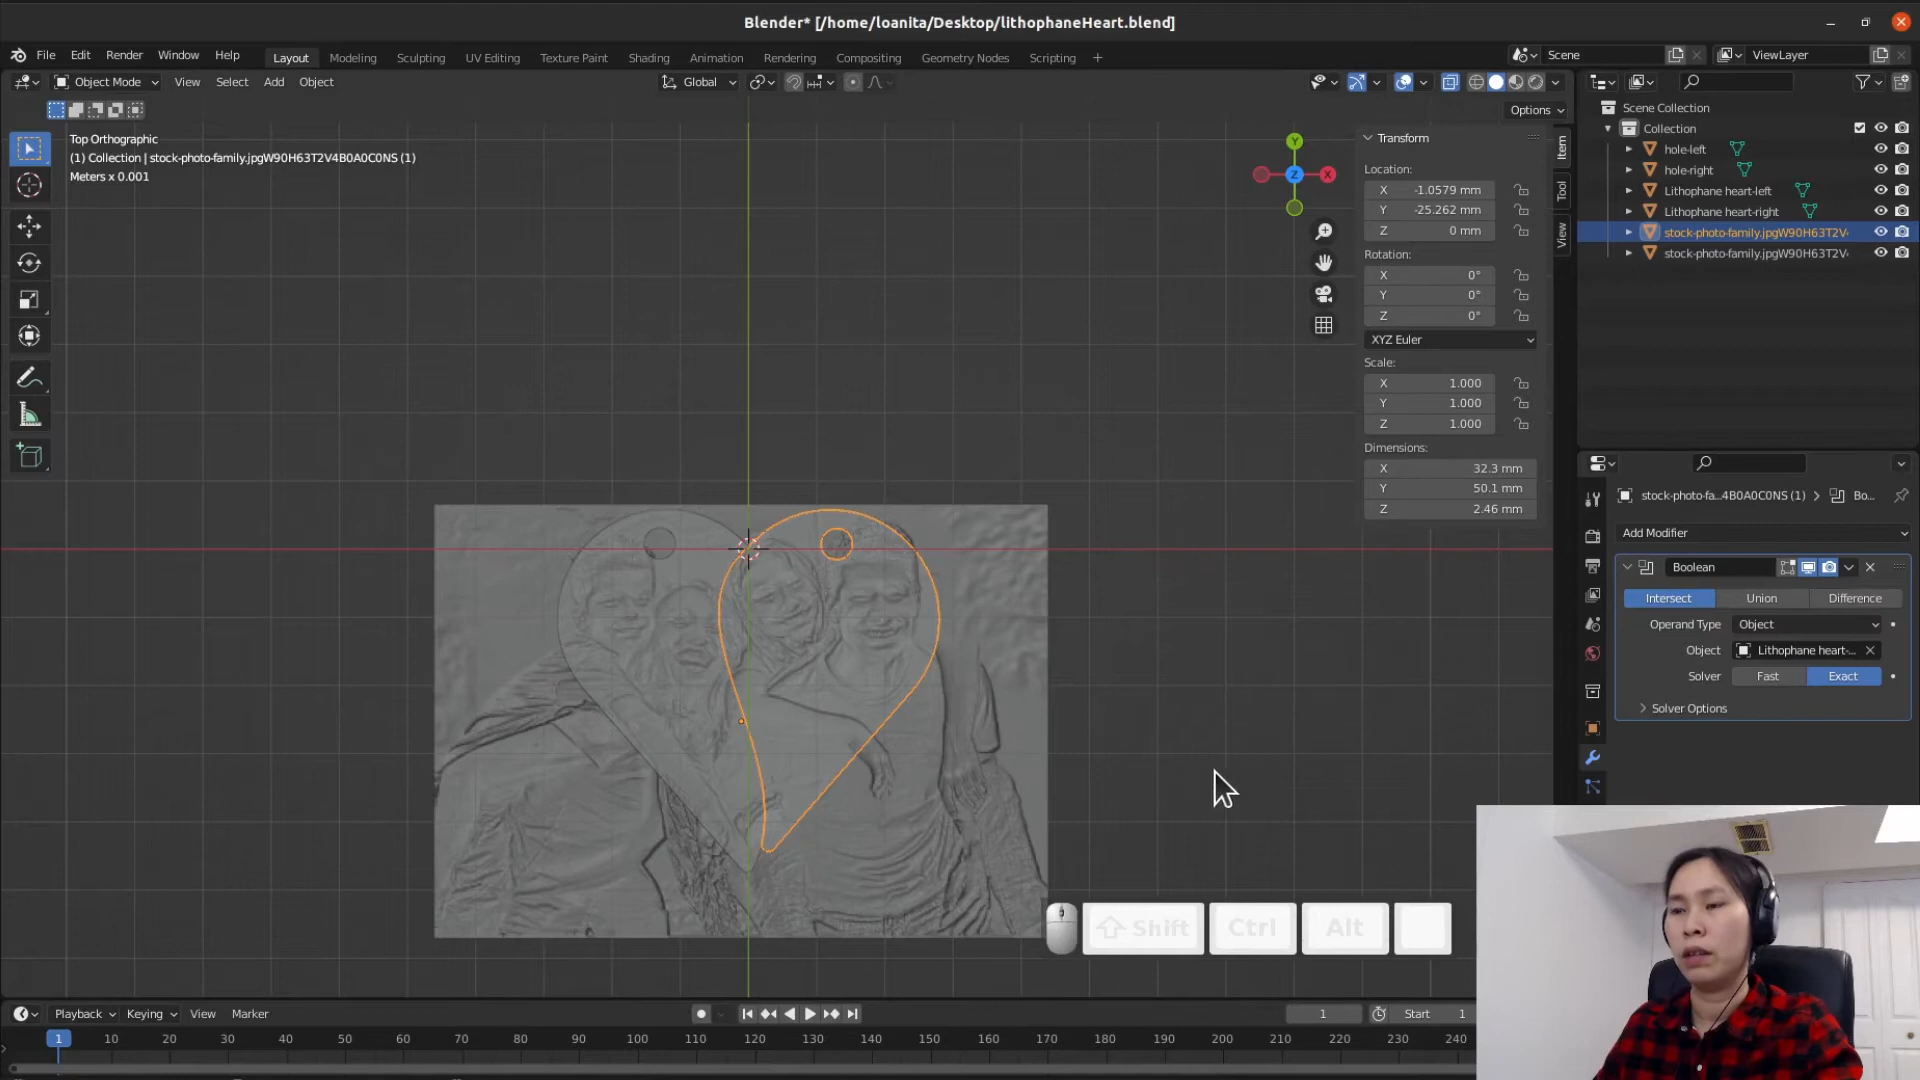 Blender* [/home/loanita/Desktop/lithophaneHeart.blend]
File Edit Render Window Help
Layout Modeling Sculpting UV Editing Texture Paint Shading Animation Rendering Compositing Geometry Nodes Scripting +
Scene
ViewLayer
Object Mode View Select Add Object
Global
Options
Top Orthographic
(1) Collection | stock-photo-family.jpgW90H63T2V4B0A0C0NS (1)
Meters x 0.001
Y
X
Z
Transform
Location:
X -1.0579 mm
Y -25.262 mm
Z 0 mm
Rotation:
X 0°
Y 0°
Z 0°
XYZ Euler
Scale:
X 1.000
Y 1.000
Z 1.000
Dimensions:
X 32.3 mm
Y 50.1 mm
Z 2.46 mm
Item
Tool
View
Scene Collection
Collection
hole-left
hole-right
Lithophane heart-left
Lithophane heart-right
stock-photo-family.jpgW90H63T2V
stock-photo-family.jpgW90H63T2V
stock-photo-fa...4B0A0C0NS (1) > Bo...
Add Modifier
Boolean
Intersect Union Difference
Operand Type Object
Object Lithophane heart-...
Solver Fast Exact
Solver Options
Shift Ctrl Alt
Playback Keying View Marker
1 Start 1
1 10 20 30 40 50 60 70 80 90 100 110 120 130 140 150 160 170 180 190 200 210 220 230 240